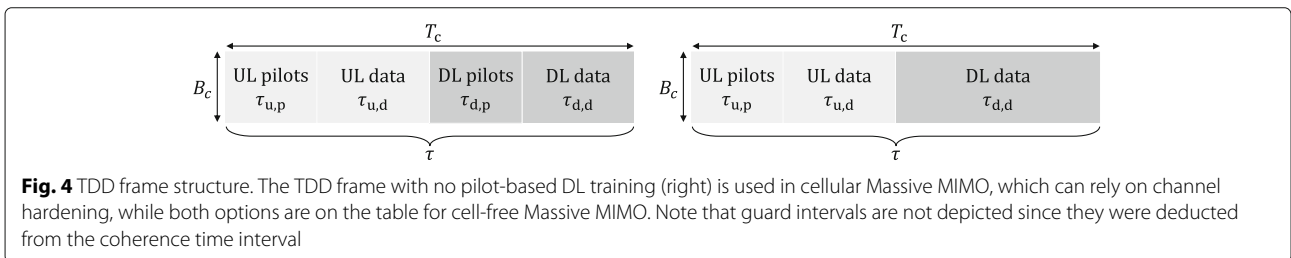 T_c T_c
UL pilots UL data DL pilots DL data UL pilots UL data DL data
B_c τ_u,p τ_u,d τ_d,p τ_d,d B_c τ_u,p τ_u,d τ_d,d
τ τ
Fig. 4 TDD frame structure. The TDD frame with no pilot-based DL training (right) is used in cellular Massive MIMO, which can rely on channel
hardening, while both options are on the table for cell-free Massive MIMO. Note that guard intervals are not depicted since they were deducted
from the coherence time interval